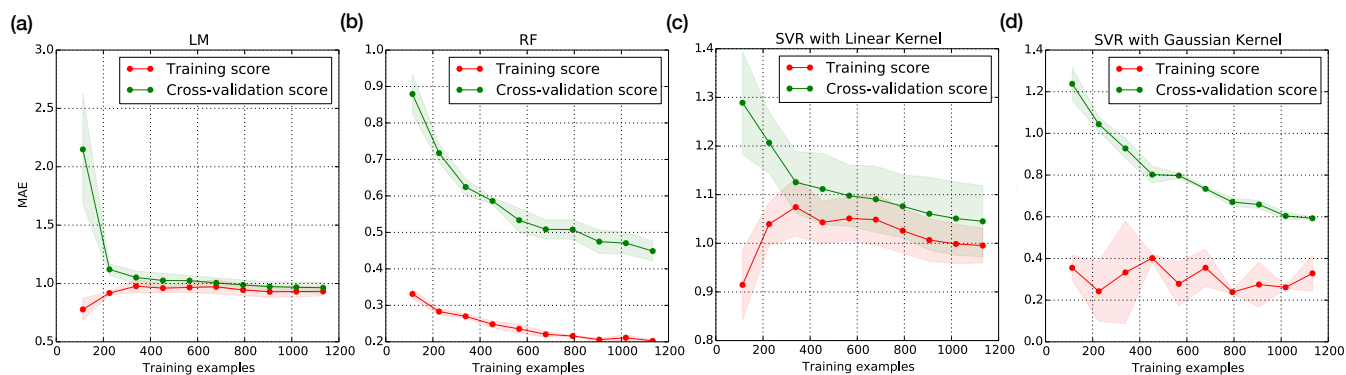 (a)
LM
MAE
3.0
2.5
2.0
1.5
1.0
0.5
Training score
Cross-validation score
0 200 400 600 800 1000 1200
Training examples
(b)
RF
1.0
0.9
0.8
0.7
0.6
0.5
0.4
0.3
0.2
Training score
Cross-validation score
0 200 400 600 800 1000 1200
Training examples
(c)
SVR with Linear Kernel
1.4
1.3
1.2
1.1
1.0
0.9
0.8
Training score
Cross-validation score
0 200 400 600 800 1000 1200
Training examples
(d)
SVR with Gaussian Kernel
1.4
1.2
1.0
0.8
0.6
0.4
0.2
0.0
Training score
Cross-validation score
0 200 400 600 800 1000 1200
Training examples